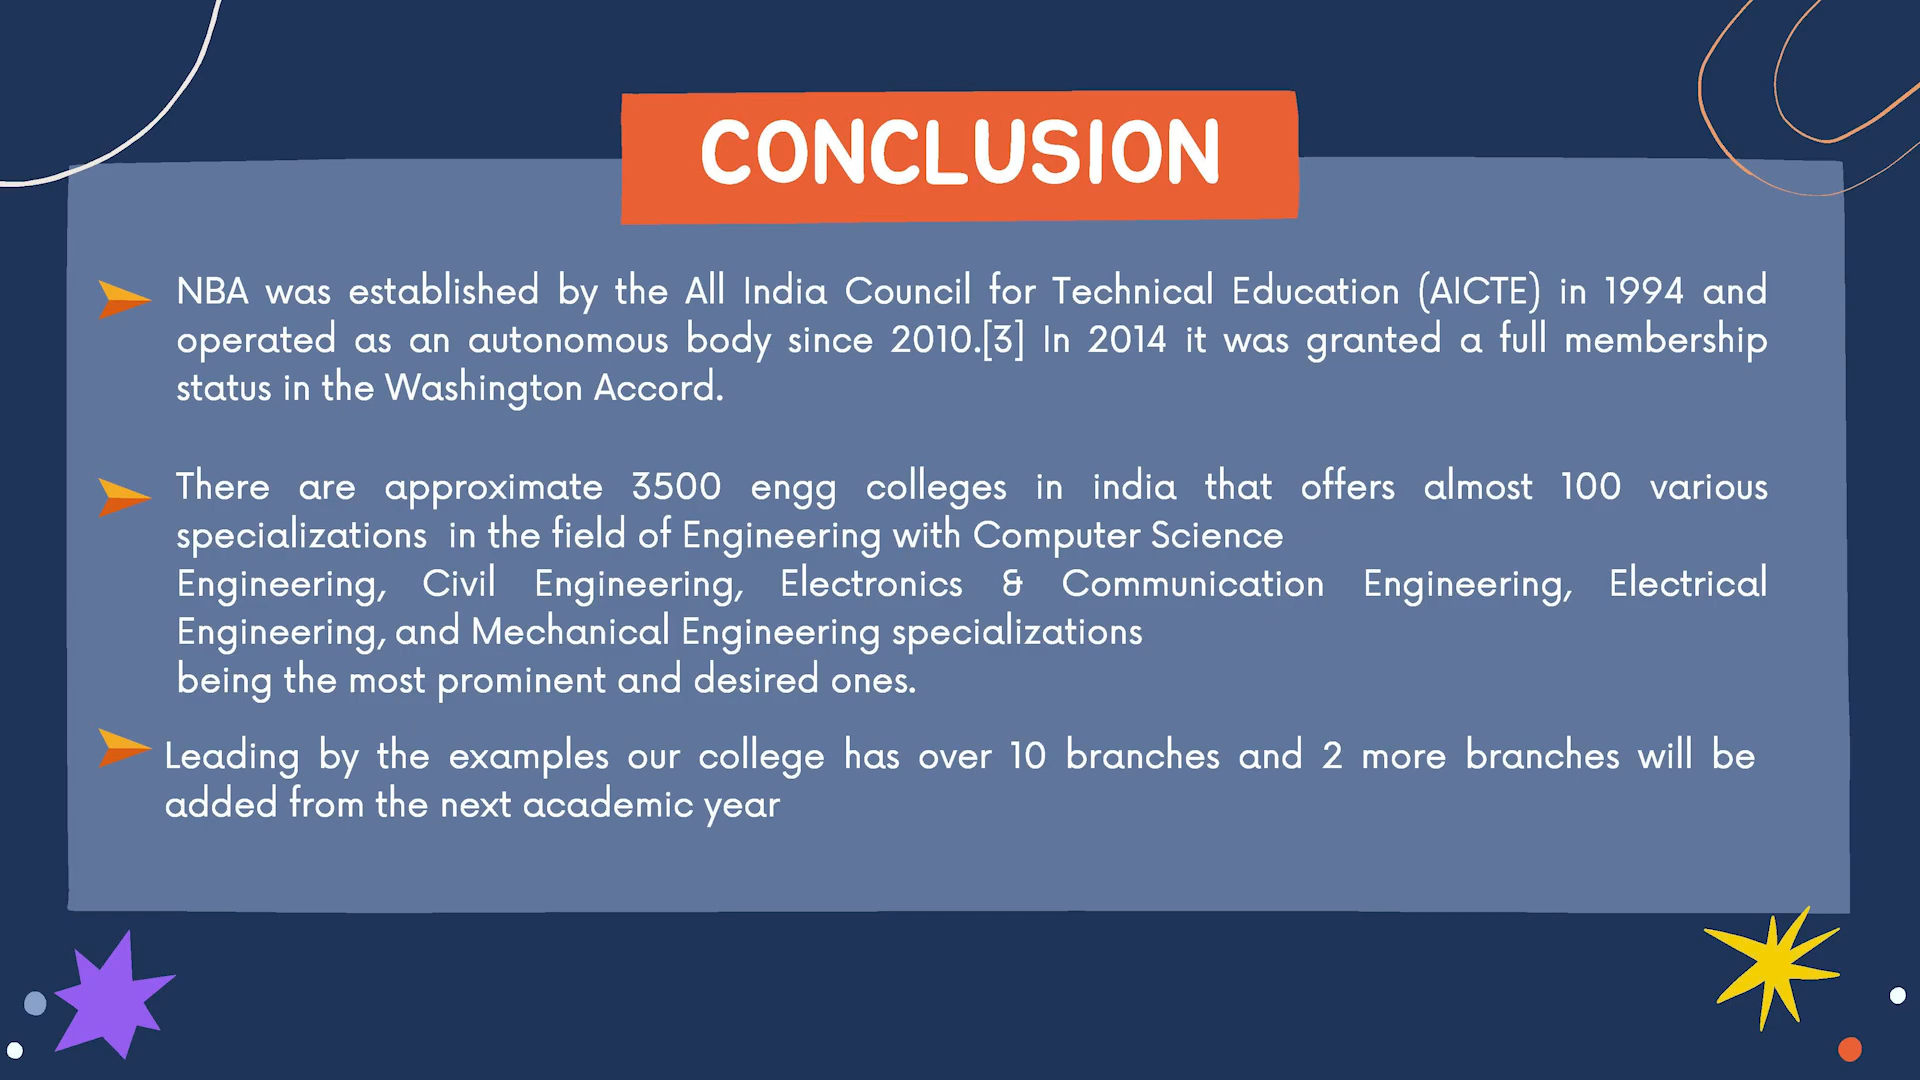 CONCLUSION
NBA was established by the All India Council for Technical Education (AICTE) in 1994 and
operated as an autonomous body since 2010.[3] In 2014 it was granted a full membership
status in the Washington Accord.
There are approximate 3500 engg colleges in india that offers almost 100 various
specializations in the field of Engineering with Computer Science
Engineering, Civil Engineering, Electronics & Communication Engineering, Electrical
Engineering, and Mechanical Engineering specializations
being the most prominent and desired ones.
Leading by the examples our college has over 10 branches and 2 more branches will be
added from the next academic year